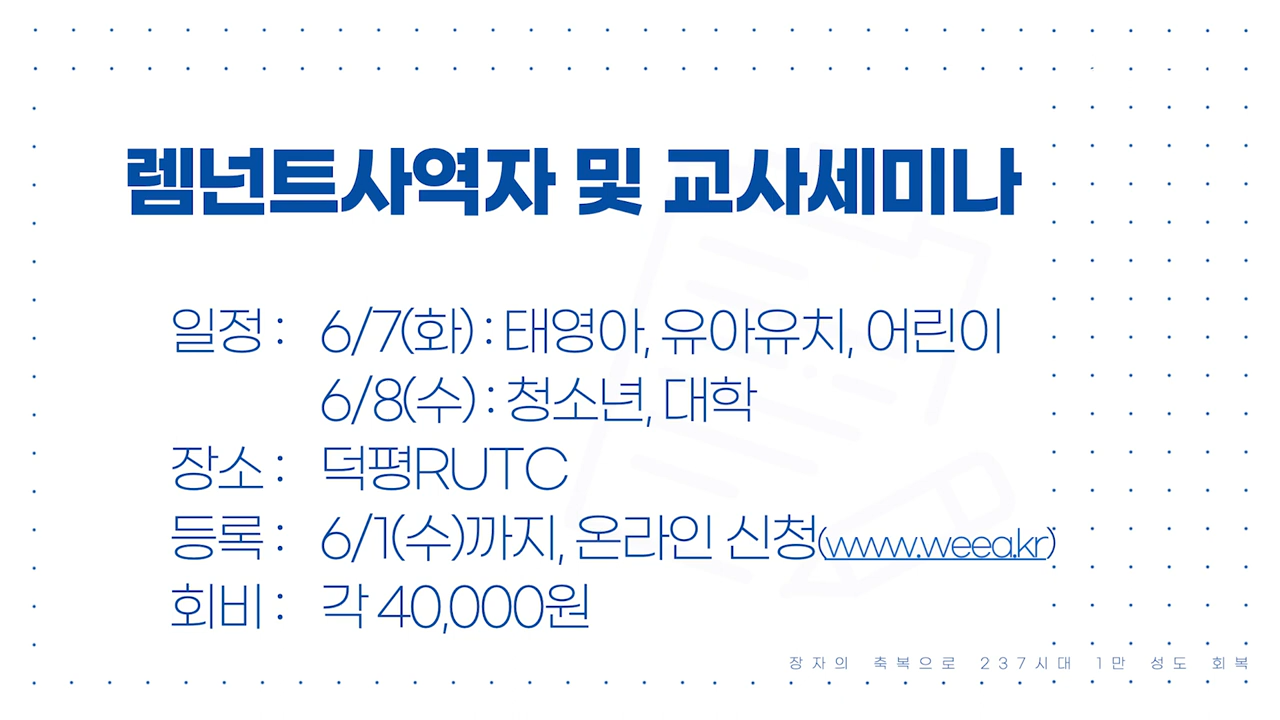 렘넌트사역자 및 교사세미나
일정 : 6/7(화) : 태영아, 유아유치, 어린이
6/8(수) : 청소년, 대학
장소 : 덕평RUTC
등록 : 6/1(수)까지, 온라인 신청(www.weea.kr)
회비 : 각 40,000원
장자의 축복으로 237시대 1만 성도 회복